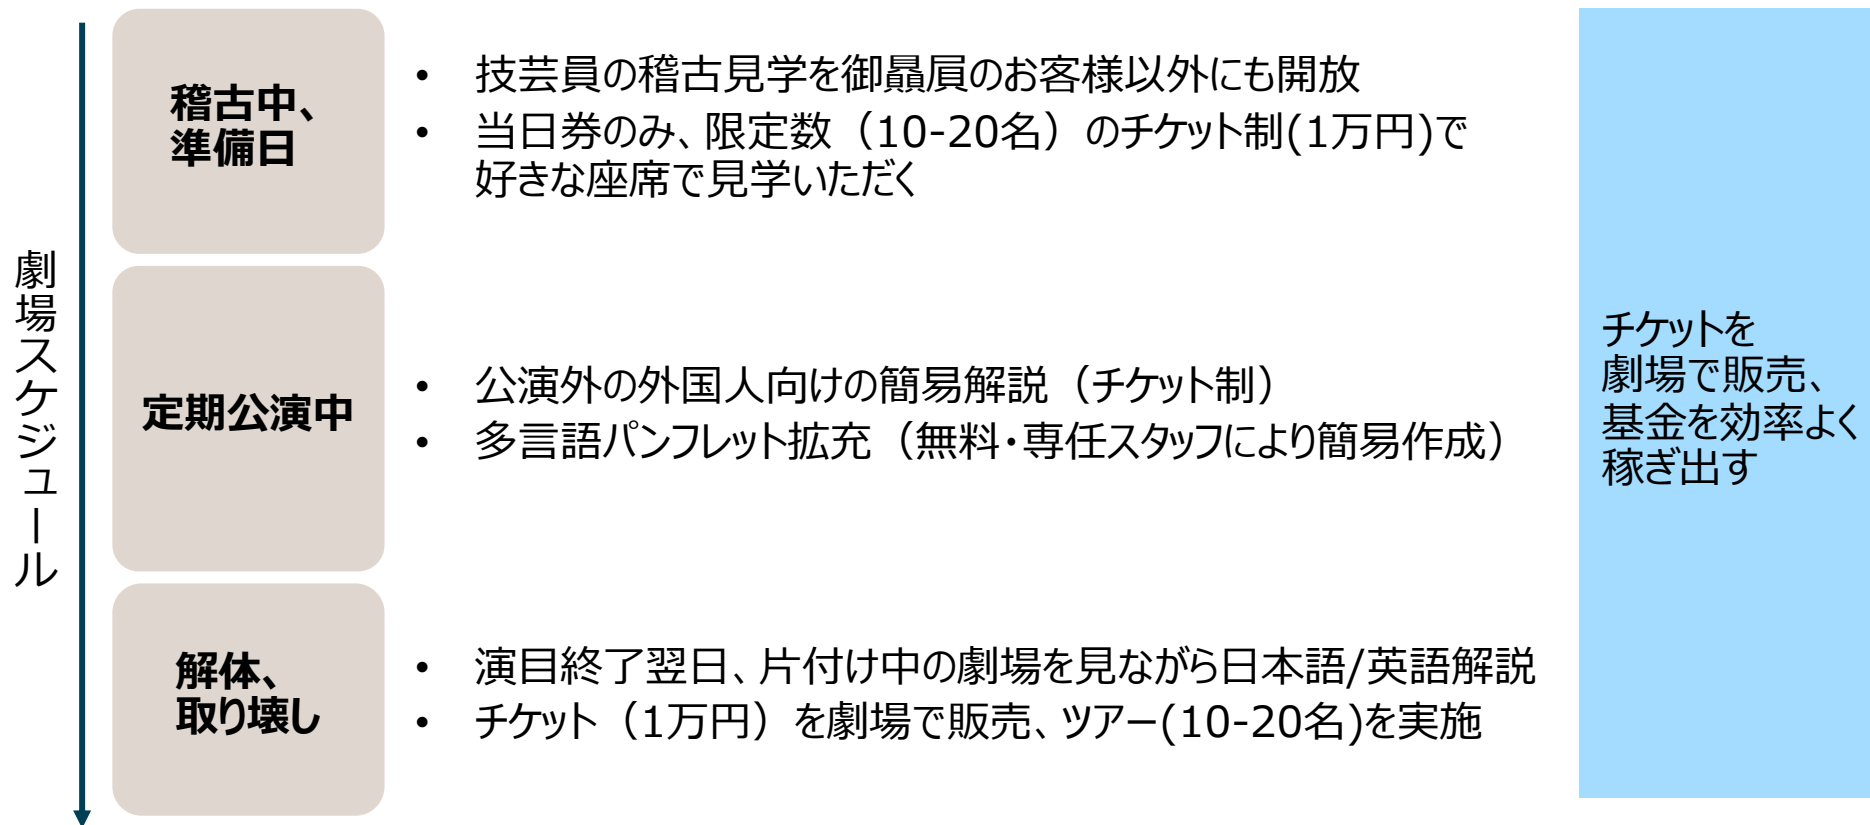 劇場スケジュール
稽古中、
準備日
• 技芸員の稽古見学を御贔屓のお客様以外にも開放
• 当日券のみ、限定数（10-20名）のチケット制(1万円)で
好きな座席で見学いただく
定期公演中
• 公演外の外国人向けの簡易解説（チケット制）
• 多言語パンフレット拡充（無料・専任スタッフにより簡易作成）
解体、
取り壊し
• 演目終了翌日、片付け中の劇場を見ながら日本語/英語解説
• チケット（1万円）を劇場で販売、ツアー(10-20名)を実施
チケットを
劇場で販売、
基金を効率よく
稼ぎ出す